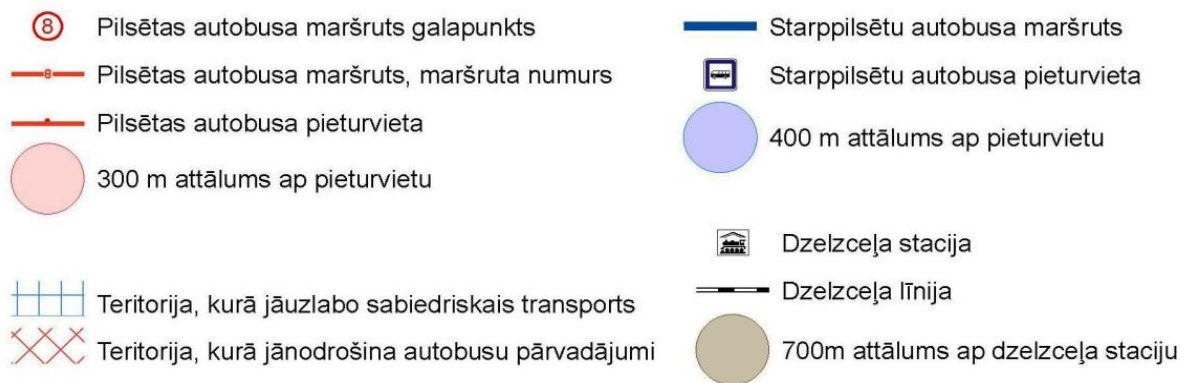 8 Pilsētas autobusa maršruts galapunkts
8 Pilsētas autobusa maršruts, maršruta numurs
Pilsētas autobusa pieturvieta
300 m attālums ap pieturvietu
Teritorija, kurā jāuzlabo sabiedriskais transports
Teritorija, kurā jānodrošina autobusu pārvadājumi
Starppilsētu autobusa maršruts
Starppilsētu autobusa pieturvieta
400 m attālums ap pieturvietu
Dzelzceļa stacija
Dzelzceļa līnija
700m attālums ap dzelzceļa staciju